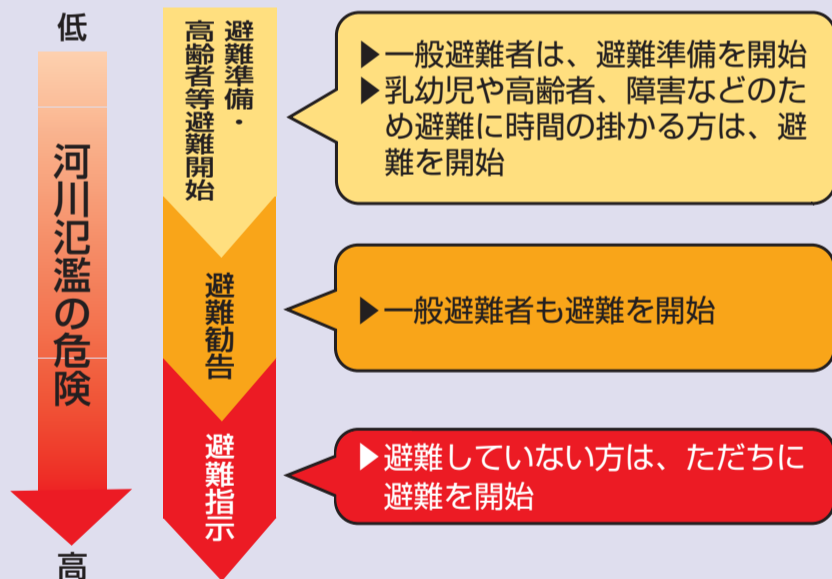 低
河川氾濫の危険
高
避難準備・
高齢者等避難開始
▶一般避難者は、避難準備を開始
▶乳幼児や高齢者、障害などのた
め避難に時間の掛かる方は、避
難を開始
避難勧告
▶一般避難者も避難を開始
避難指示
▶避難していない方は、ただちに
避難を開始